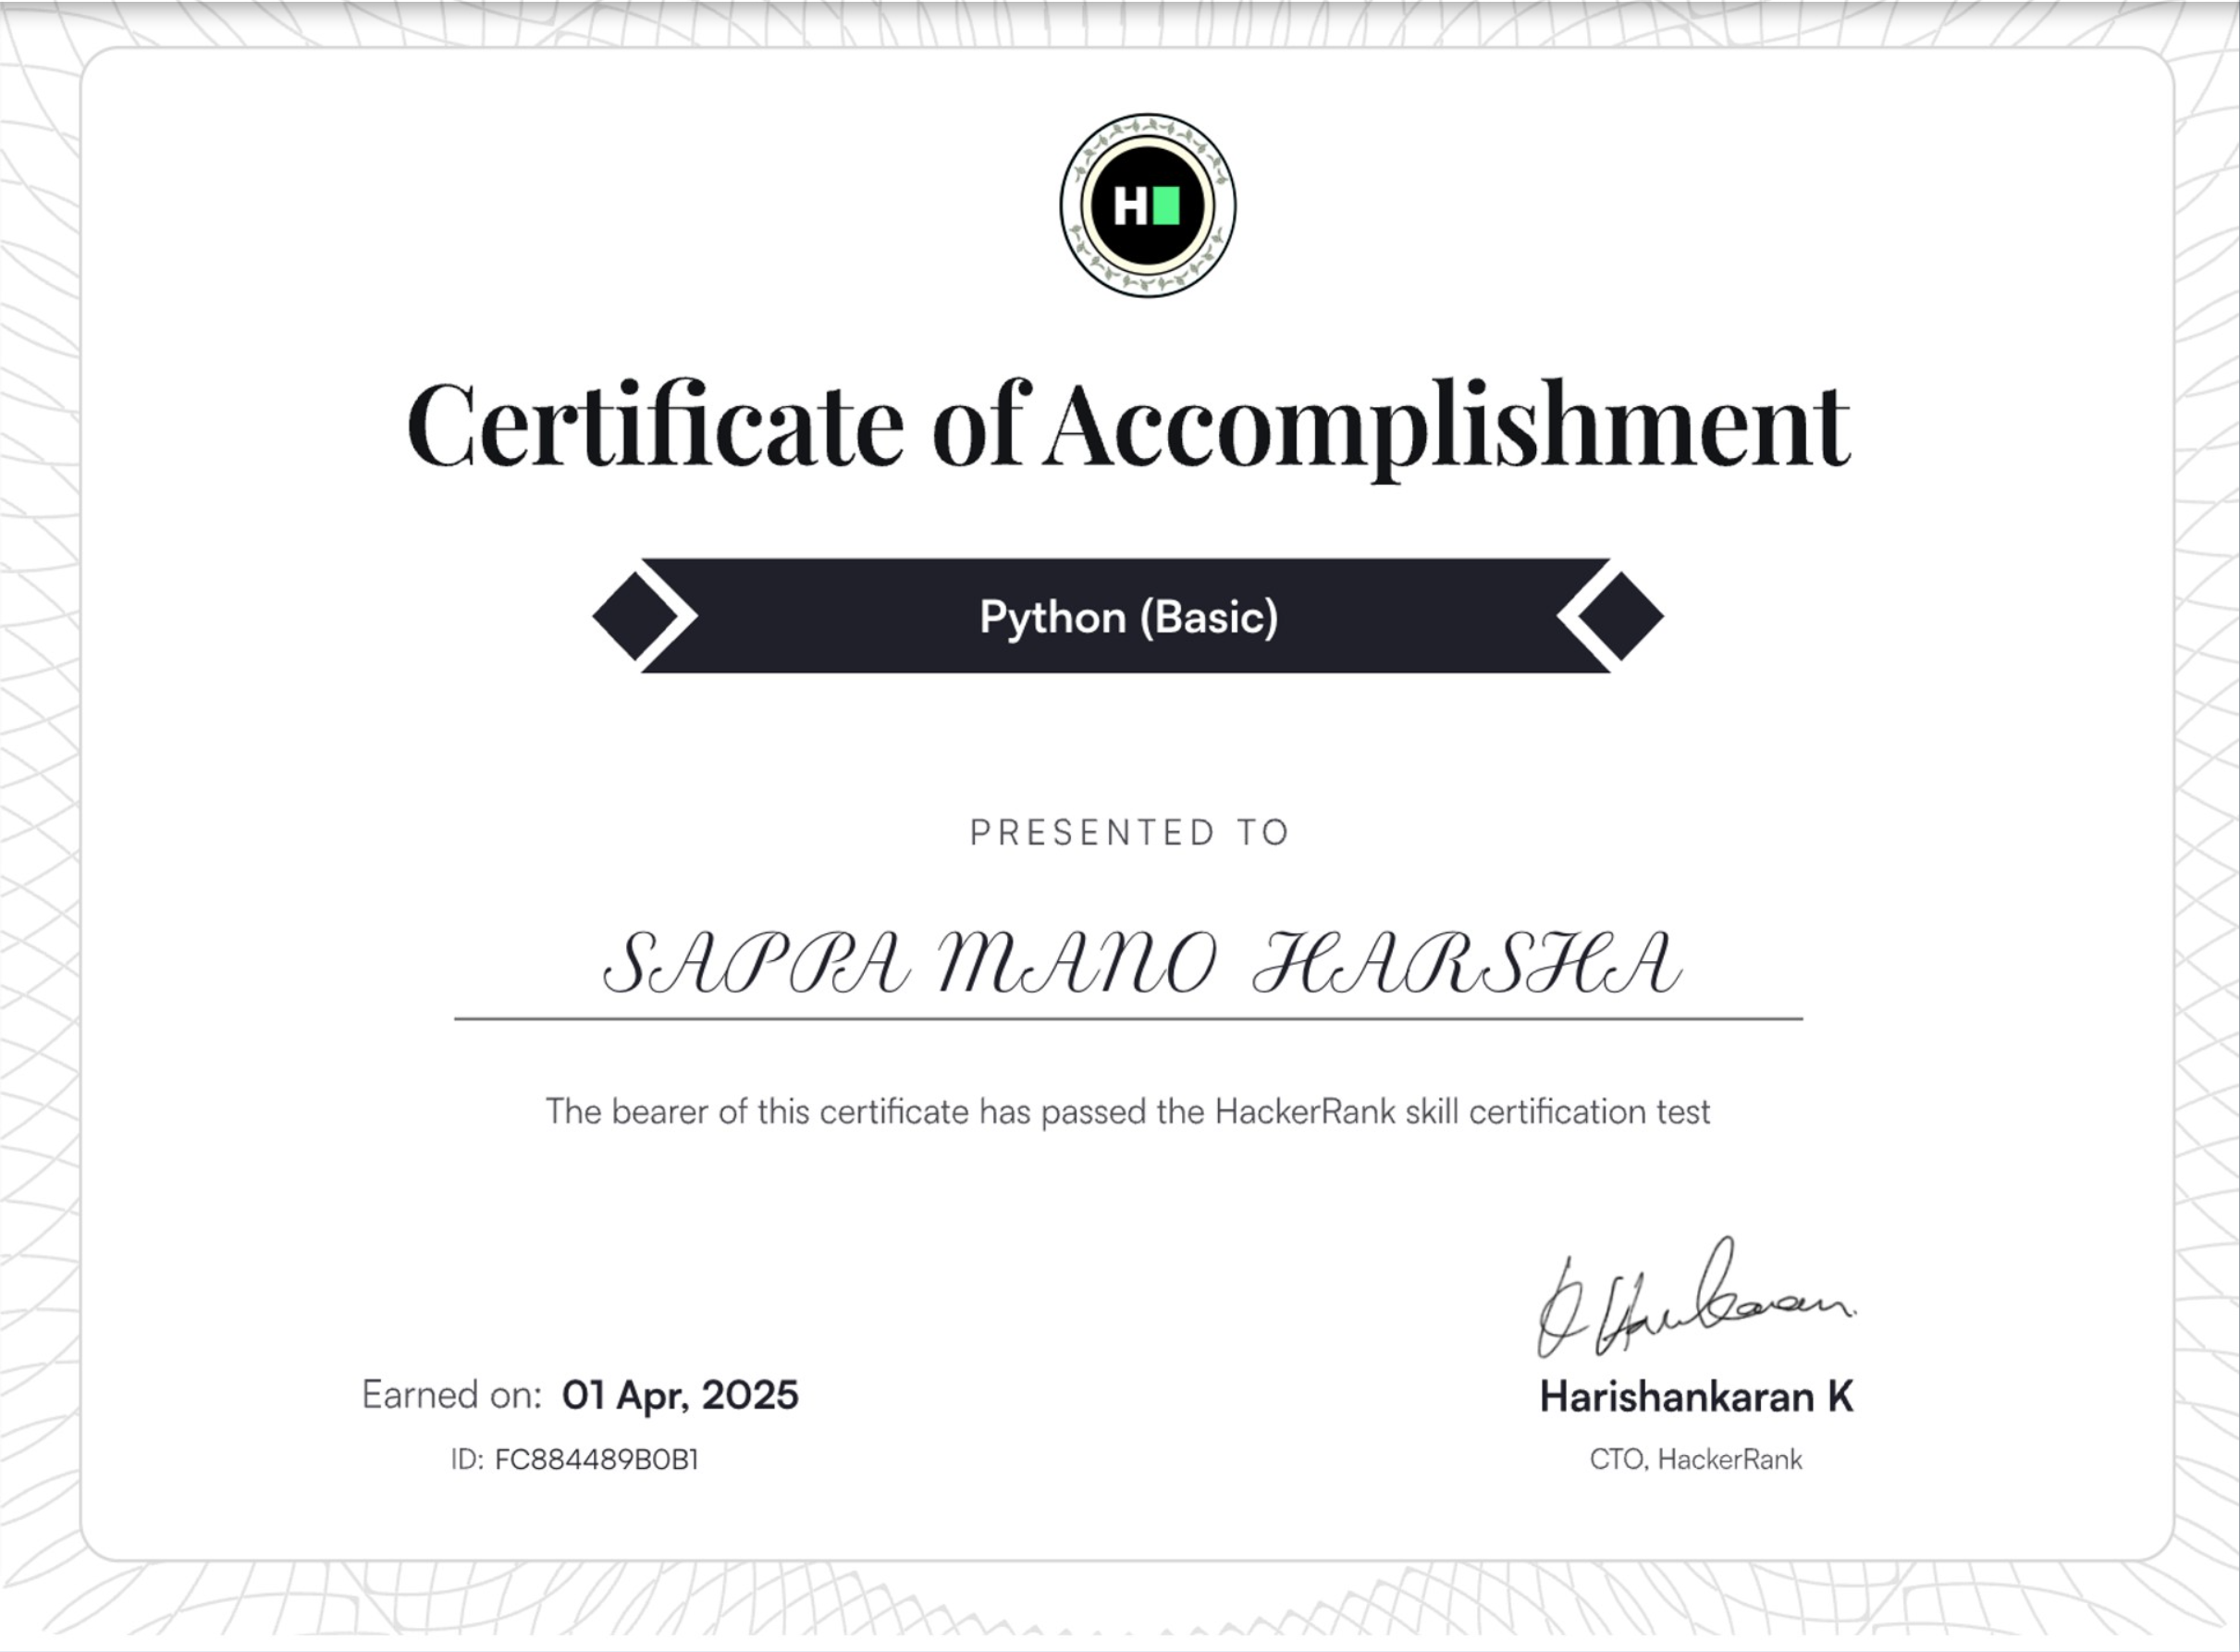 H
Certificate of Accomplishment
Python (Basic)
PRESENTED TO
SAPPA MANO HARSHA
The bearer of this certificate has passed the HackerRank skill certification test
Earned on: 01 Apr, 2025
ID: FC884489B0B1
Harishankaran K
CTO, HackerRank